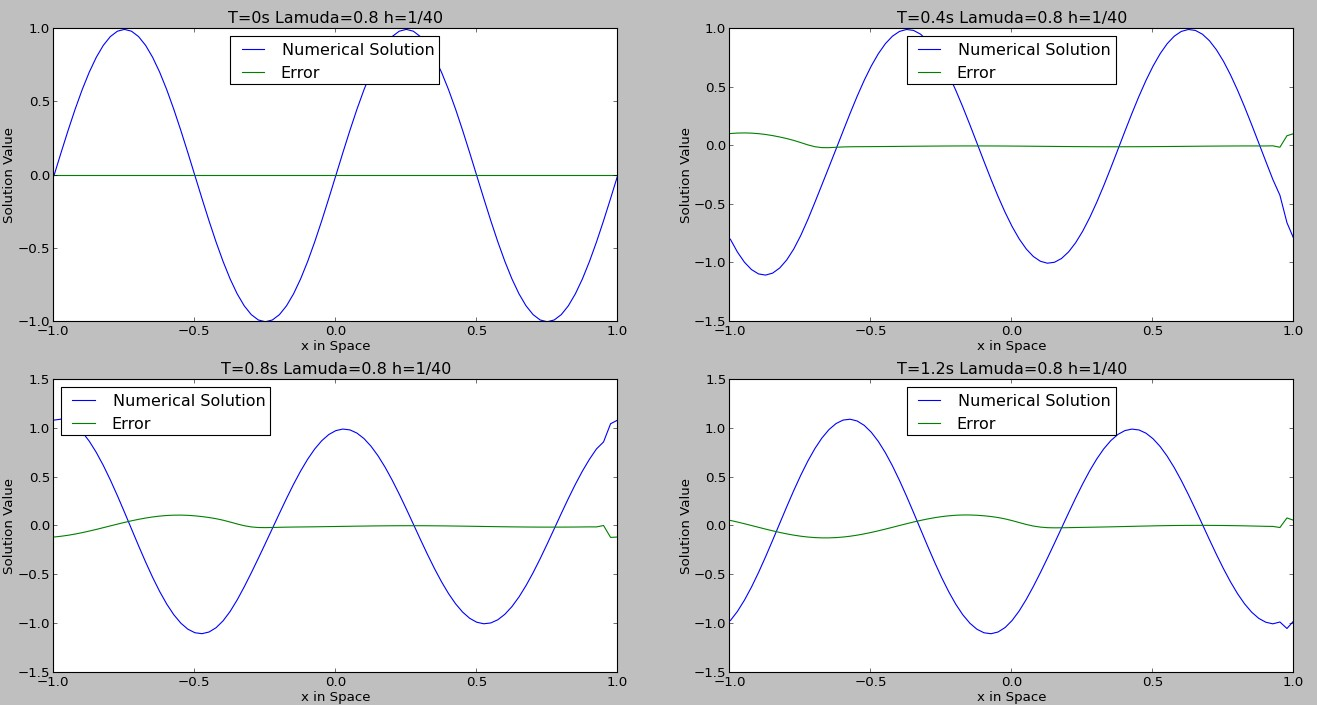 T=0s Lamuda=0.8 h=1/40
Numerical Solution
Error
1.0
0.5
0.0
−0.5
−1.0
Solution Value
−1.0 −0.5 0.0 0.5 1.0
x in Space
T=0.4s Lamuda=0.8 h=1/40
Numerical Solution
Error
1.0
0.5
0.0
−0.5
−1.0
−1.5
Solution Value
−1.0 −0.5 0.0 0.5 1.0
x in Space
T=0.8s Lamuda=0.8 h=1/40
Numerical Solution
Error
1.5
1.0
0.5
0.0
−0.5
−1.0
−1.5
Solution Value
−1.0 −0.5 0.0 0.5 1.0
x in Space
T=1.2s Lamuda=0.8 h=1/40
Numerical Solution
Error
1.5
1.0
0.5
0.0
−0.5
−1.0
−1.5
Solution Value
−1.0 −0.5 0.0 0.5 1.0
x in Space